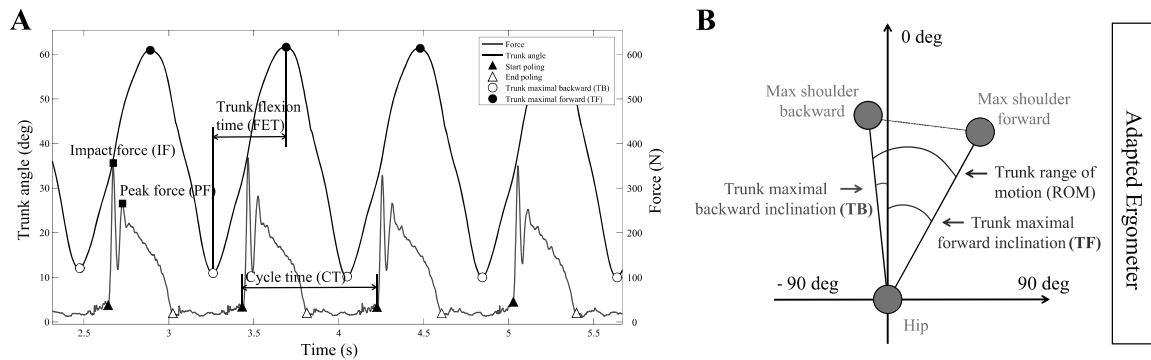 A
Trunk angle (deg)
60
50
40
30
20
10
0
2.5
3
3.5
4
4.5
5
5.5
Time (s)
600
500
400
300
200
100
0
Force (N)
Force
Trunk angle
Start poling
End poling
Trunk maximal backward (TB)
Trunk maximal forward (TF)
Trunk flexion
time (FET)
Impact force (IF)
Peak force (PF)
Cycle time (CT)
B
0 deg
Max shoulder
backward
Max shoulder
forward
Trunk range of
motion (ROM)
Trunk maximal
backward inclination (TB)
Trunk maximal
forward inclination (TF)
- 90 deg
90 deg
Hip
Adapted Ergometer